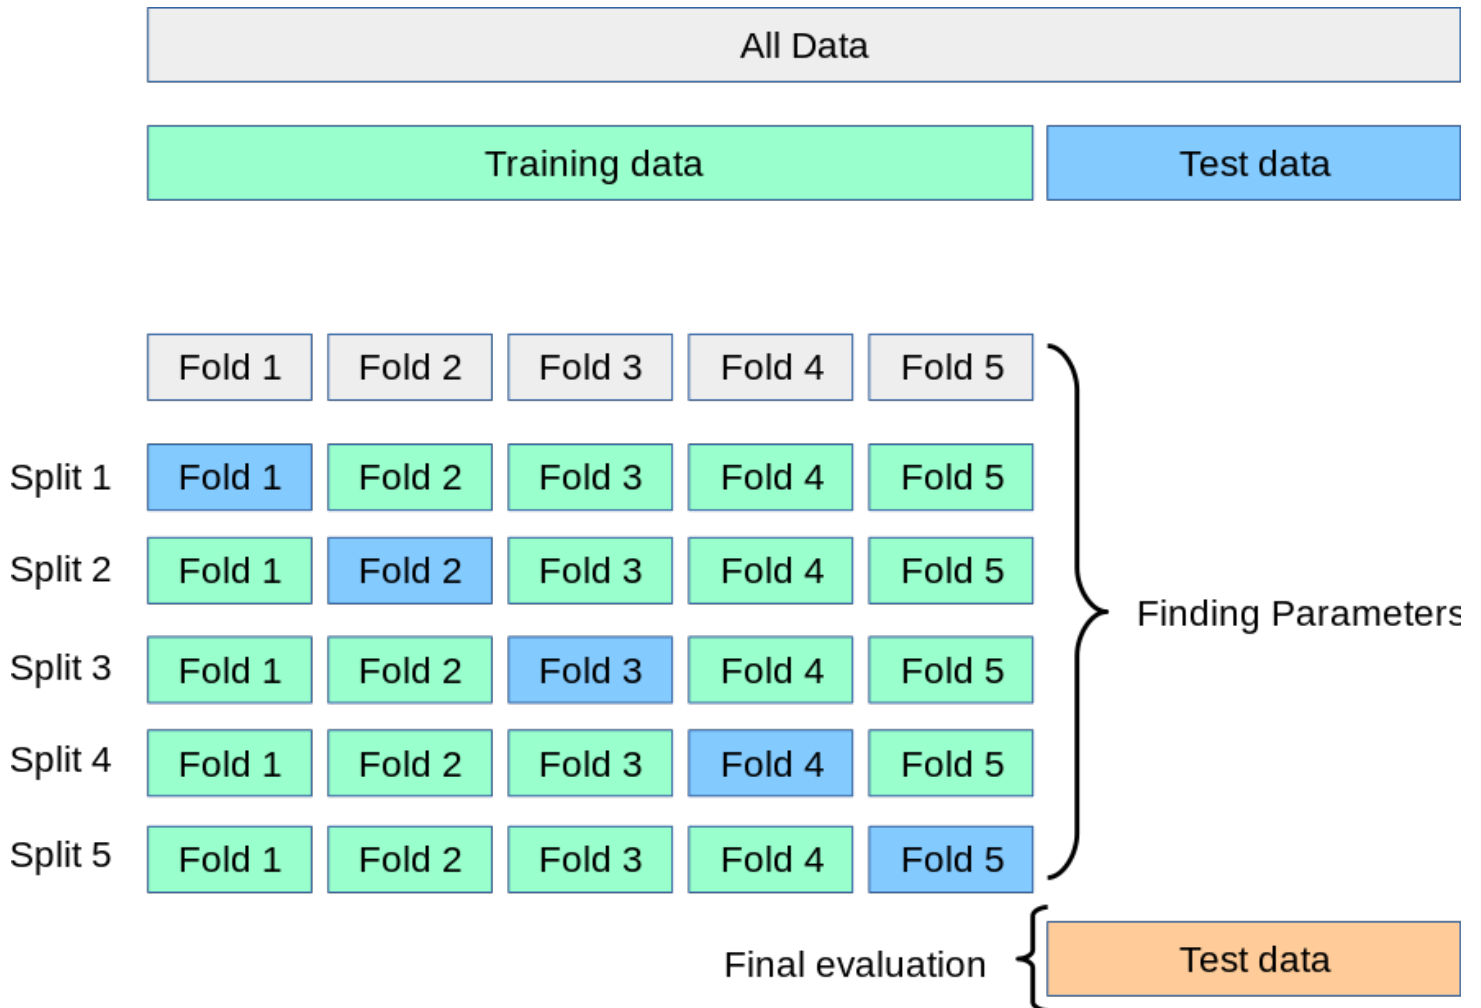 All Data
Training data Test data
Fold 1 Fold 2 Fold 3 Fold 4 Fold 5
Split 1 Fold 1 Fold 2 Fold 3 Fold 4 Fold 5
Split 2 Fold 1 Fold 2 Fold 3 Fold 4 Fold 5
Finding Parameters
Split 3 Fold 1 Fold 2 Fold 3 Fold 4 Fold 5
Split 4 Fold 1 Fold 2 Fold 3 Fold 4 Fold 5
Split 5 Fold 1 Fold 2 Fold 3 Fold 4 Fold 5
Final evaluation Test data